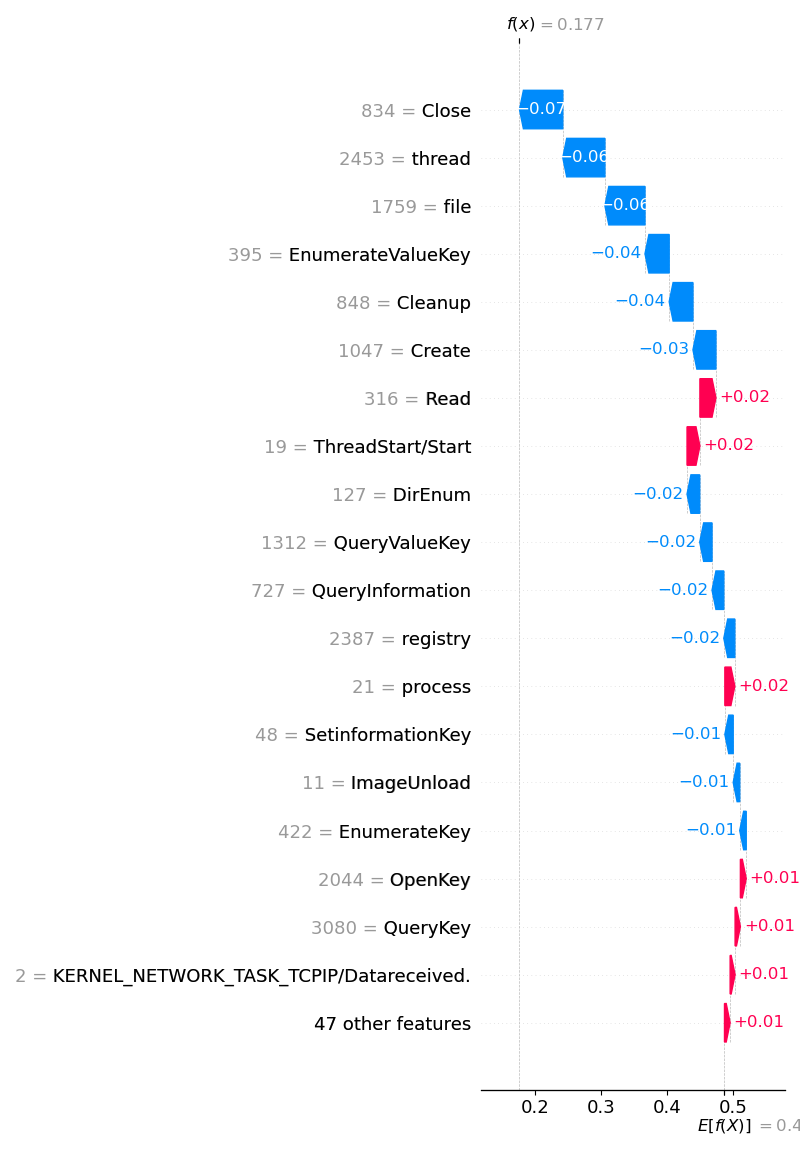 f(x) = 0.177
834 = Close −0.07
2453 = thread −0.06
1759 = file −0.06
395 = EnumerateValueKey −0.04
848 = Cleanup −0.04
1047 = Create −0.03
316 = Read +0.02
19 = ThreadStart/Start +0.02
127 = DirEnum −0.02
1312 = QueryValueKey −0.02
727 = QueryInformation −0.02
2387 = registry −0.02
21 = process +0.02
48 = SetinformationKey −0.01
11 = ImageUnload −0.01
422 = EnumerateKey −0.01
2044 = OpenKey +0.01
3080 = QueryKey +0.01
2 = KERNEL_NETWORK_TASK_TCPIP/Datareceived. +0.01
47 other features +0.01
0.2 0.3 0.4 0.5
E[f(X)] = 0.4